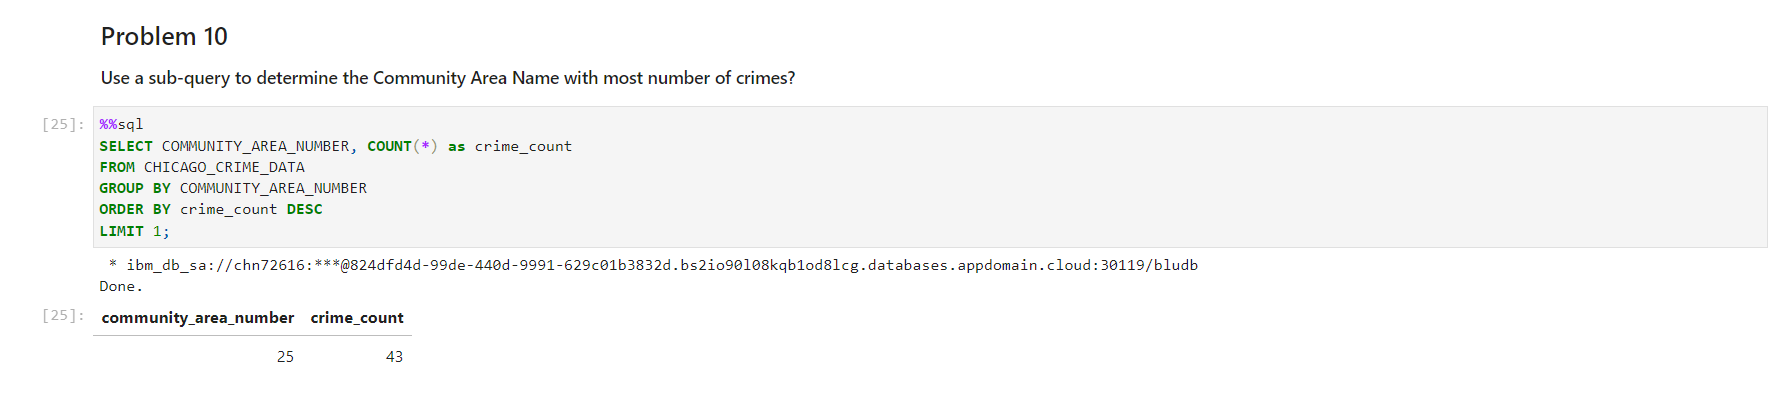 Problem 10
Use a sub-query to determine the Community Area Name with most number of crimes?
[25]:
%%sql
SELECT COMMUNITY_AREA_NUMBER, COUNT(*) as crime_count
FROM CHICAGO_CRIME_DATA
GROUP BY COMMUNITY_AREA_NUMBER
ORDER BY crime_count DESC
LIMIT 1;
* ibm_db_sa://chn72616:***@824dfd4d-99de-440d-9991-629c01b3832d.bs2io90l08kqb1od8lcg.databases.appdomain.cloud:30119/bludb
Done.
[25]:
community_area_number crime_count
25 43